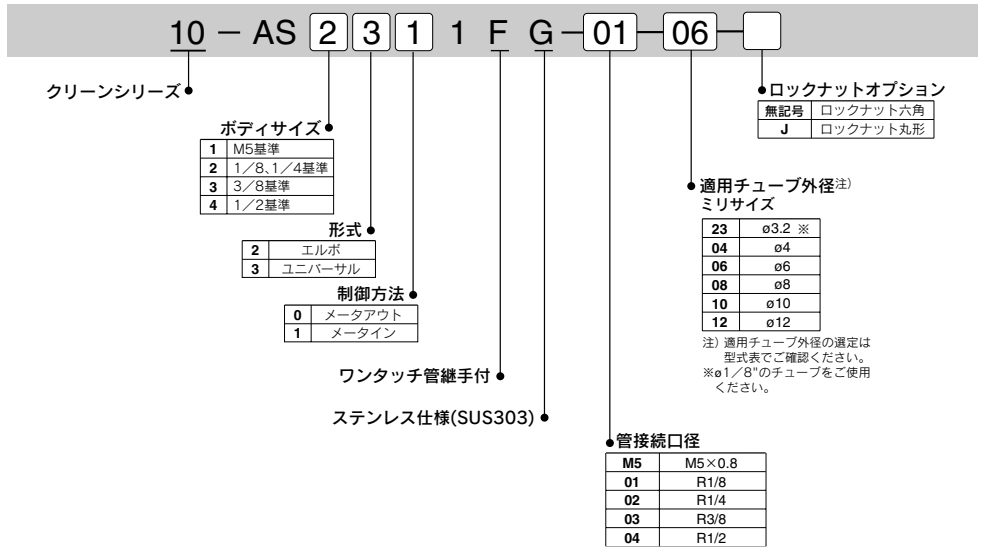 10 − AS 2 3 1 1 F G − 01 − 06 −
クリーンシリーズ
ボディサイズ
1 M5基準
2 1／8、1／4基準
3 3／8基準
4 1／2基準
形式
2 エルボ
3 ユニバーサル
制御方法
0 メータアウト
1 メータイン
ワンタッチ管継手付
ステンレス仕様(SUS303)
ロックナットオプション
無記号 ロックナット六角
J ロックナット丸形
適用チューブ外径注)
ミリサイズ
23 ø3.2 ※
04 ø4
06 ø6
08 ø8
10 ø10
12 ø12
注) 適用チューブ外径の選定は
型式表でご確認ください。
※ø1／8"のチューブをご使用
ください。
管接続口径
M5 M5×0.8
01 R1/8
02 R1/4
03 R3/8
04 R1/2